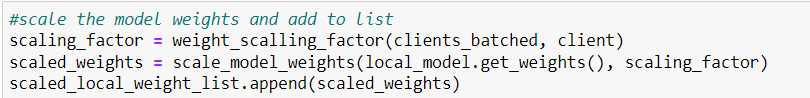 #scale the model weights and add to list
scaling_factor = weight_scalling_factor(clients_batched, client)
scaled_weights = scale_model_weights(local_model.get_weights(), scaling_factor)
scaled_local_weight_list.append(scaled_weights)